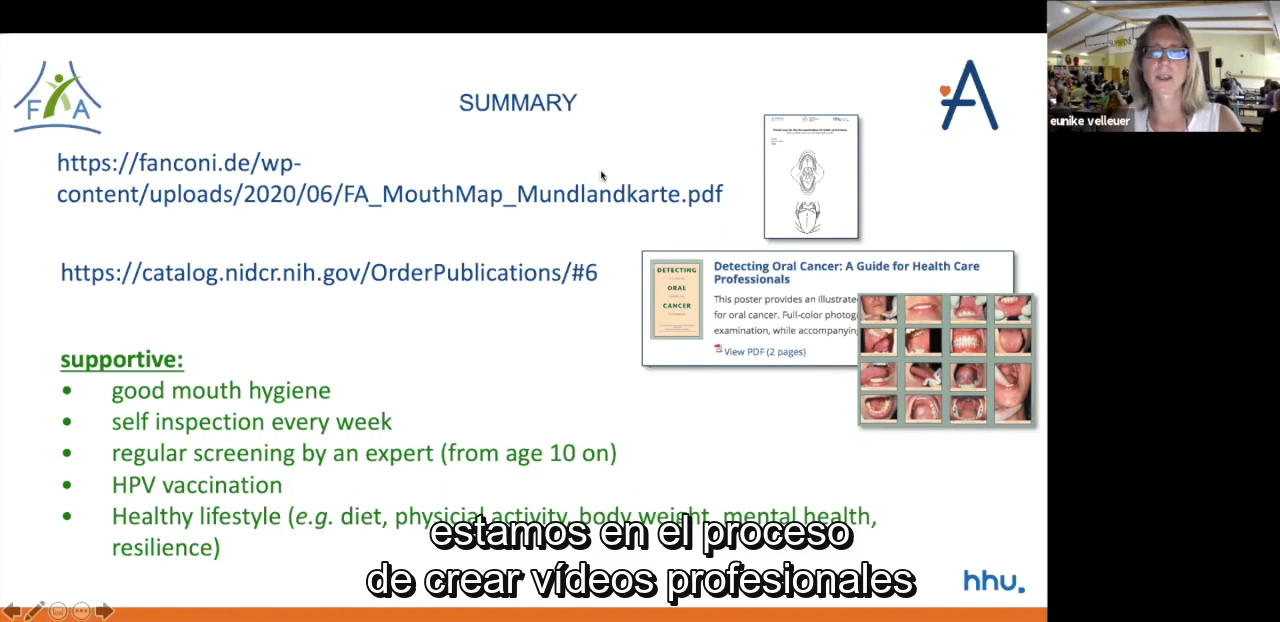 FA
SUMMARY
A
eunike velleuer
https://fanconi.de/wp-
content/uploads/2020/06/FA_MouthMap_Mundlandkarte.pdf
hhu
https://catalog.nidcr.nih.gov/OrderPublications/#6
DETECTING
ORAL
CANCER
Detecting Oral Cancer: A Guide for Health Care
Professionals
This poster provides an illustrate
for oral cancer. Full-color photog
examination, while accompanyin
View PDF (2 pages)
supportive:
• good mouth hygiene
• self inspection every week
• regular screening by an expert (from age 10 on)
• HPV vaccination
• Healthy lifestyle (e.g. diet, physicial activity, body weight, mental health,
resilience)
estamos en el proceso
de crear vídeos profesionales
hhu.